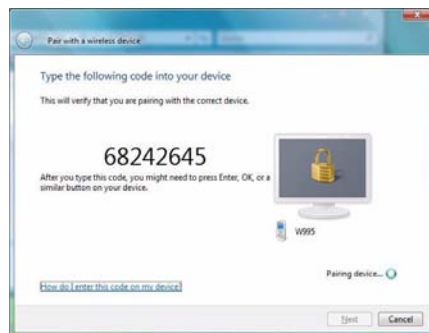 Pair with a wireless device
Type the following code into your device
This will verify that you are pairing with the correct device.
68242645
After you type this code, you might need to press Enter, OK, or a
similar button on your device.
W995
Pairing device...
How do I enter this code on my device?
Next
Cancel